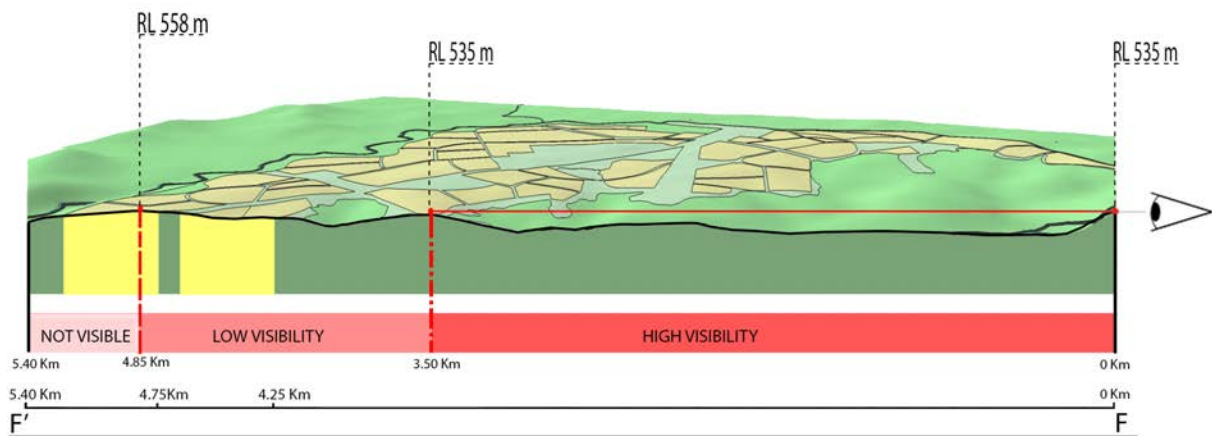 RL 558 m
RL 535 m
RL 535 m
NOT VISIBLE
LOW VISIBILITY
HIGH VISIBILITY
5.40 Km
4.85 Km
3.50 Km
0 Km
5.40 Km
4.75Km
4.25 Km
0 Km
F'
F